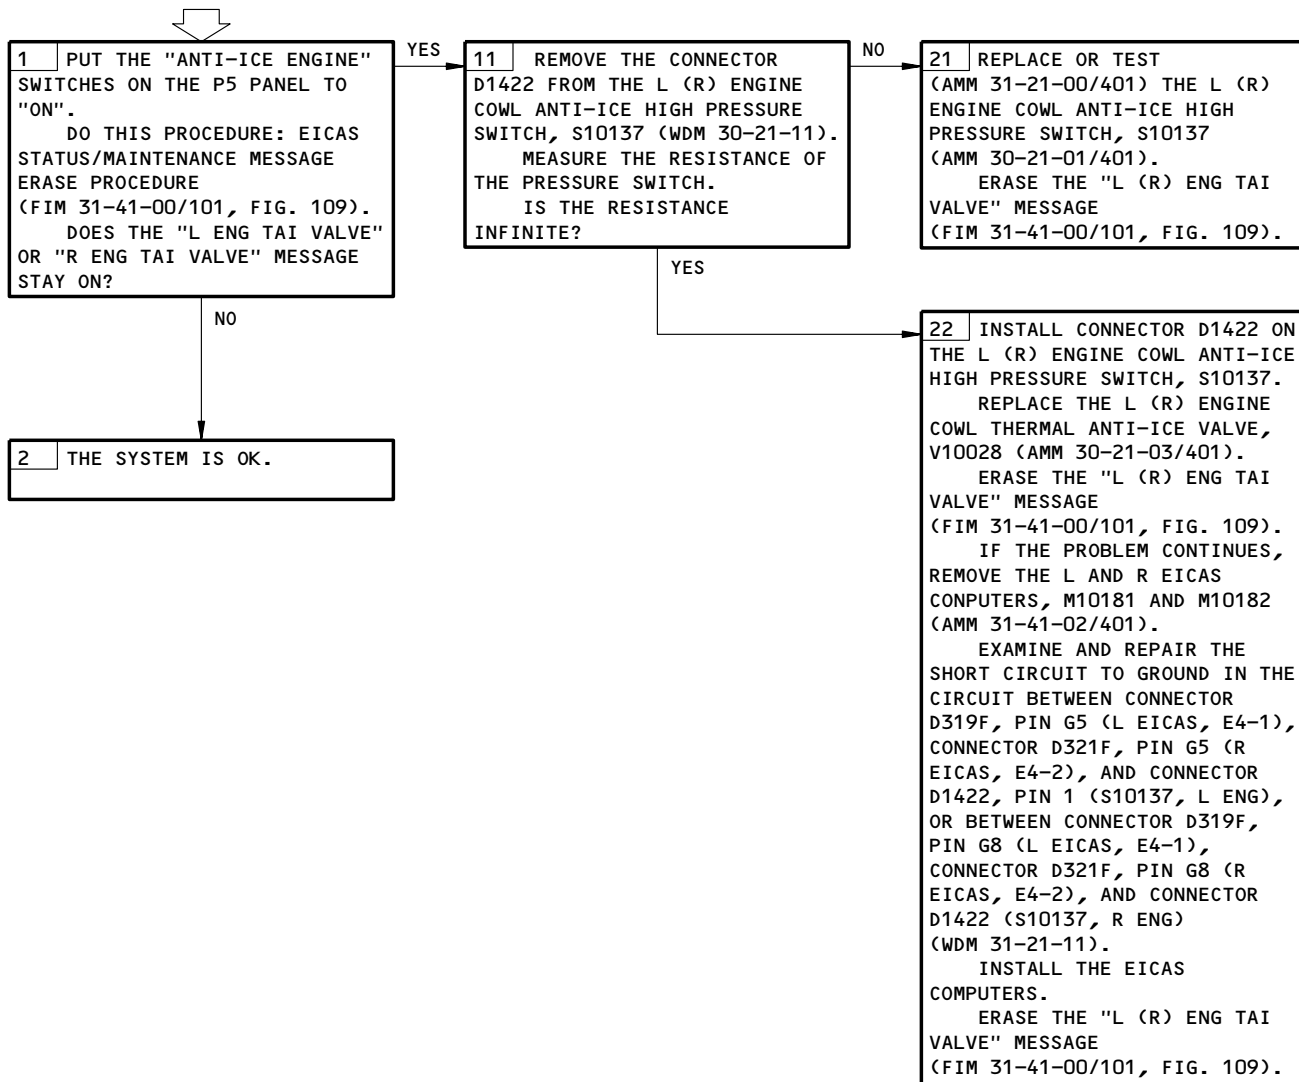 1 PUT THE "ANTI-ICE ENGINE"
SWITCHES ON THE P5 PANEL TO
"ON".
DO THIS PROCEDURE: EICAS
STATUS/MAINTENANCE MESSAGE
ERASE PROCEDURE
(FIM 31-41-00/101, FIG. 109).
DOES THE "L ENG TAI VALVE"
OR "R ENG TAI VALVE" MESSAGE
STAY ON?
YES
NO
2 THE SYSTEM IS OK.
11 REMOVE THE CONNECTOR
D1422 FROM THE L (R) ENGINE
COWL ANTI-ICE HIGH PRESSURE
SWITCH, S10137 (WDM 30-21-11).
MEASURE THE RESISTANCE OF
THE PRESSURE SWITCH.
IS THE RESISTANCE
INFINITE?
NO
YES
21 REPLACE OR TEST
(AMM 31-21-00/401) THE L (R)
ENGINE COWL ANTI-ICE HIGH
PRESSURE SWITCH, S10137
(AMM 30-21-01/401).
ERASE THE "L (R) ENG TAI
VALVE" MESSAGE
(FIM 31-41-00/101, FIG. 109).
22 INSTALL CONNECTOR D1422 ON
THE L (R) ENGINE COWL ANTI-ICE
HIGH PRESSURE SWITCH, S10137.
REPLACE THE L (R) ENGINE
COWL THERMAL ANTI-ICE VALVE,
V10028 (AMM 30-21-03/401).
ERASE THE "L (R) ENG TAI
VALVE" MESSAGE
(FIM 31-41-00/101, FIG. 109).
IF THE PROBLEM CONTINUES,
REMOVE THE L AND R EICAS
CONPUTERS, M10181 AND M10182
(AMM 31-41-02/401).
EXAMINE AND REPAIR THE
SHORT CIRCUIT TO GROUND IN THE
CIRCUIT BETWEEN CONNECTOR
D319F, PIN G5 (L EICAS, E4-1),
CONNECTOR D321F, PIN G5 (R
EICAS, E4-2), AND CONNECTOR
D1422, PIN 1 (S10137, L ENG),
OR BETWEEN CONNECTOR D319F,
PIN G8 (L EICAS, E4-1),
CONNECTOR D321F, PIN G8 (R
EICAS, E4-2), AND CONNECTOR
D1422 (S10137, R ENG)
(WDM 31-21-11).
INSTALL THE EICAS
COMPUTERS.
ERASE THE "L (R) ENG TAI
VALVE" MESSAGE
(FIM 31-41-00/101, FIG. 109).